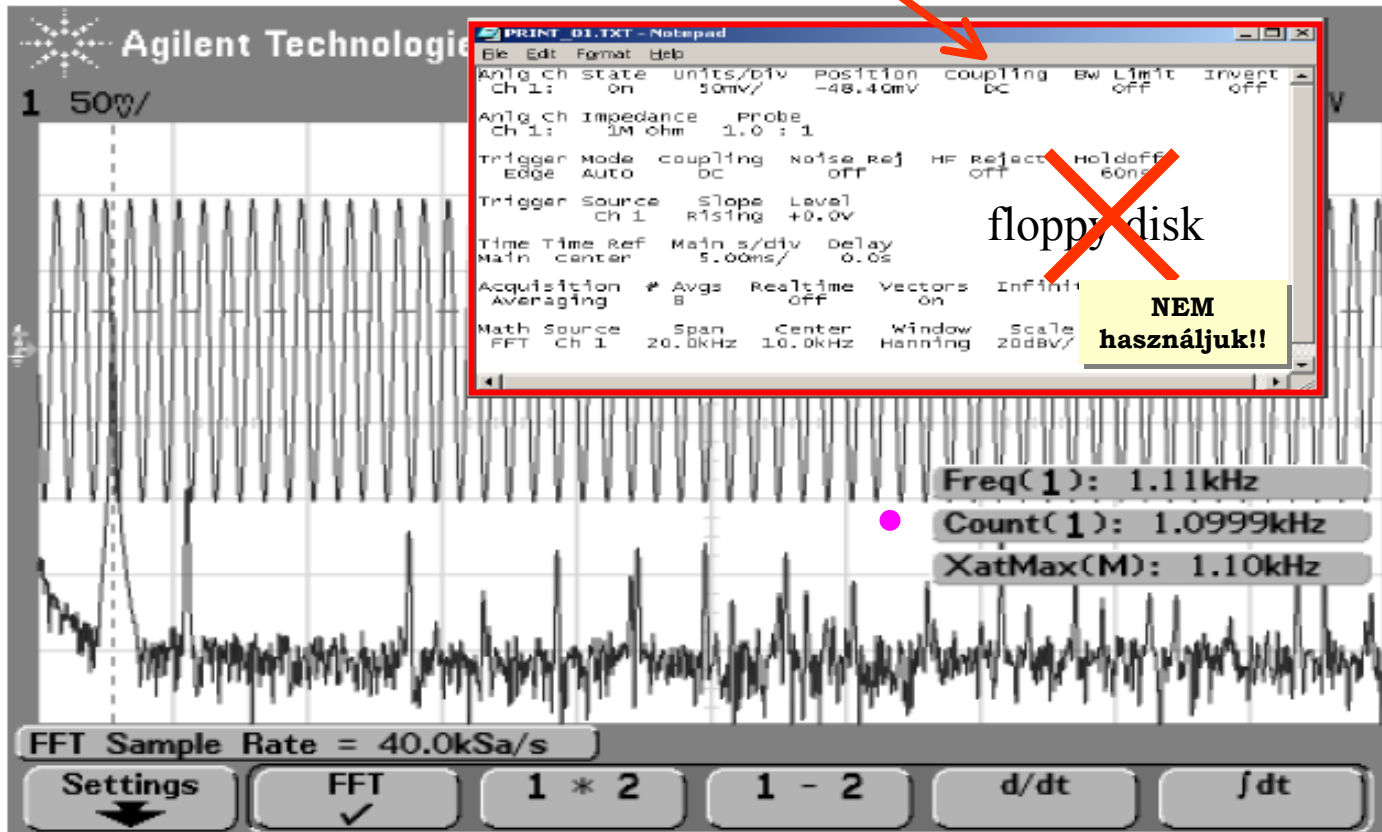 Agilent Technologie
1 50mV/
V
PRINT_01.TXT - Notepad
File Edit Format Help
Anlg Ch State Units/Div Position Coupling BW Limit Invert
Ch 1: On 50mV/ -48.40mV DC Off Off
Anlg Ch Impedance Probe
Ch 1: 1M Ohm 1.0 : 1
Trigger Mode Coupling Noise Rej HF Reject Holdoff
Edge Auto DC Off Off 60ns
Trigger Source Slope Level
Ch 1 Rising +0.0V
floppy disk
Time Time Ref Main s/div Delay
Main Center 5.00ms/ 0.0s
Acquisition # Avgs Realtime Vectors Infinit
Averaging 8 Off On
Math Source Span Center Window Scale
FFT Ch 1 20.0kHz 10.0kHz Hanning 20dBV/
NEM
használjuk!!
Freq(1): 1.11kHz
Count(1): 1.0999kHz
XatMax(M): 1.10kHz
FFT Sample Rate = 40.0kSa/s
Settings FFT 1 * 2 1 - 2 d/dt ∫dt